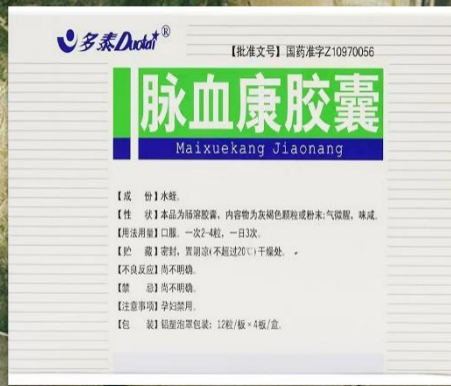 多泰Duotai®
【批准文号】国药准字Z10970056
脉血康胶囊
Maixuekang Jiaonang
【成 份】水蛭。
【性 状】本品为肠溶胶囊，内容物为灰褐色颗粒或粉末；气微腥，味咸。
【用法用量】口服。一次2-4粒，一日3次。
【贮 藏】密封，置阴凉(不超过20℃)干燥处。
【不良反应】尚不明确。
【禁 忌】尚不明确。
【注意事项】孕妇禁用。
【包 装】铝塑泡罩包装：12粒/板×4板/盒。